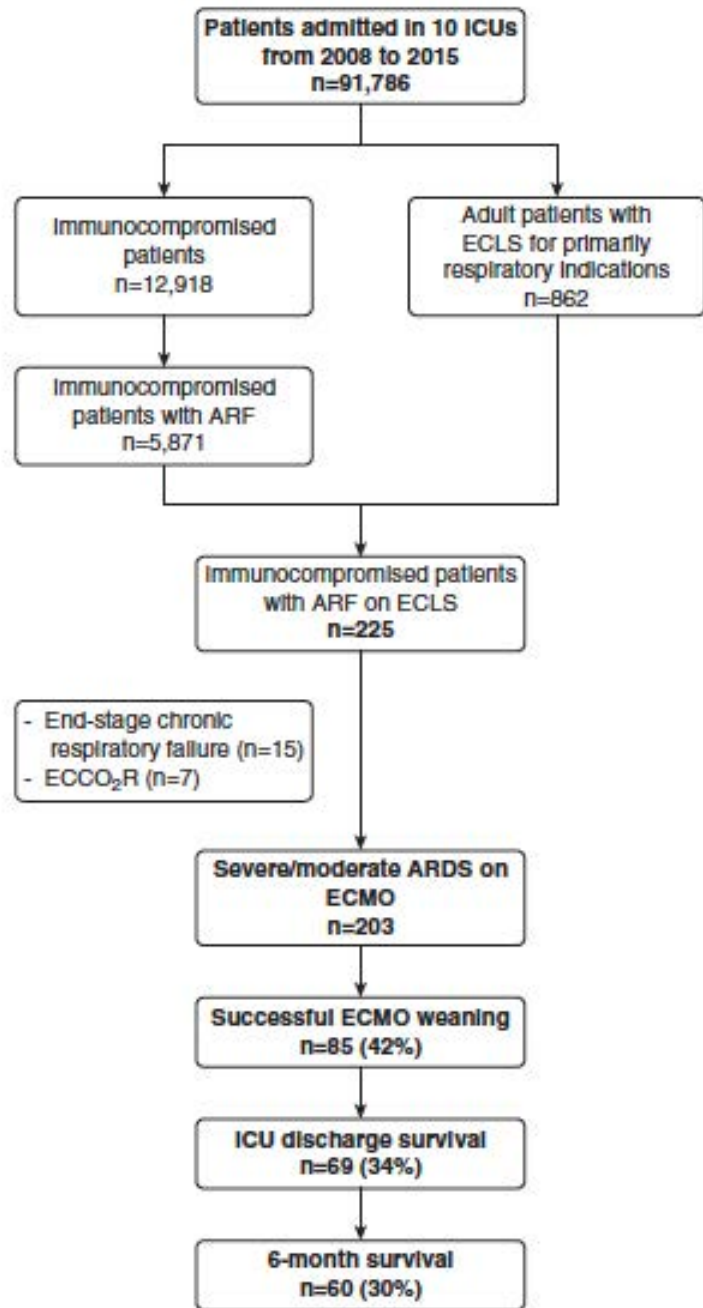 Patients admitted in 10 ICUs
from 2008 to 2015
n=91,786
Immunocompromised
patients
n=12,918
Adult patients with
ECLS for primarily
respiratory indications
n=862
Immunocompromised
patients with ARF
n=5,871
Immunocompromised patients
with ARF on ECLS
n=225
- End-stage chronic
respiratory failure (n=15)
- ECCO₂R (n=7)
Severe/moderate ARDS on
ECMO
n=203
Successful ECMO weaning
n=85 (42%)
ICU discharge survival
n=69 (34%)
6-month survival
n=60 (30%)